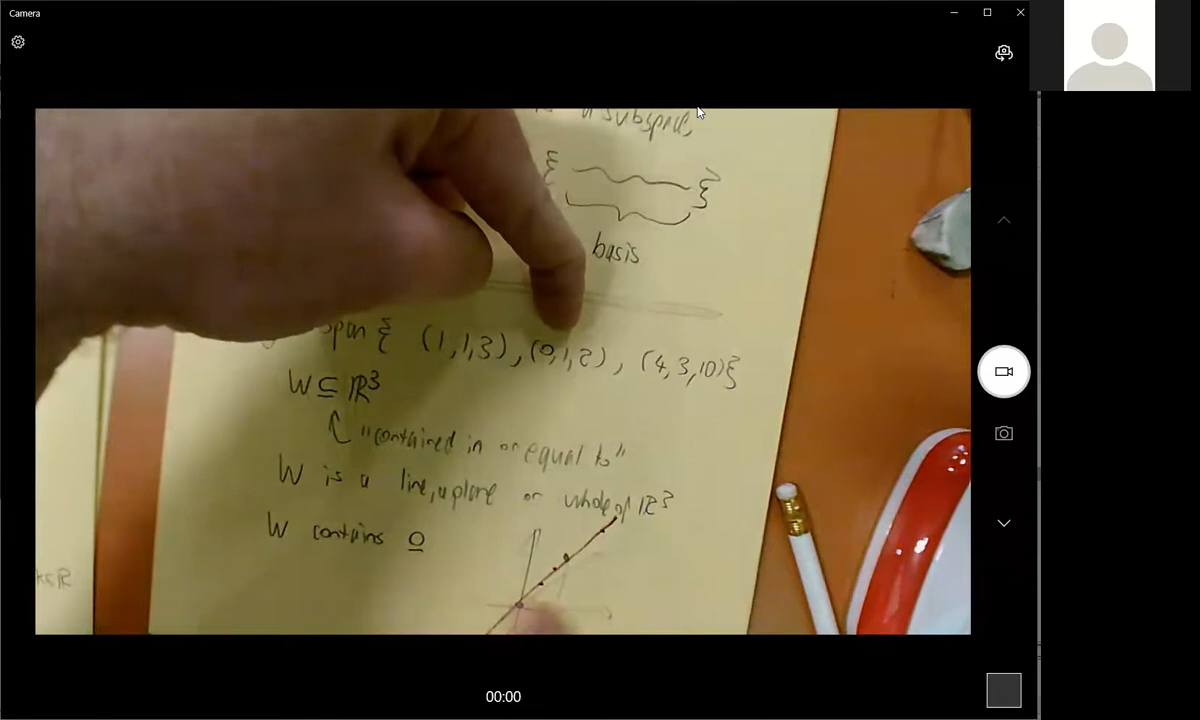 Camera
a subspace,
{ }
basis
span { (1,1,3), (0,1,2), (4,3,10)}
W ⊆ ℝ³
"contained in or equal to"
W is a line, a plane or whole of ℝ³
W contains 0
k∈ℝ
00:00